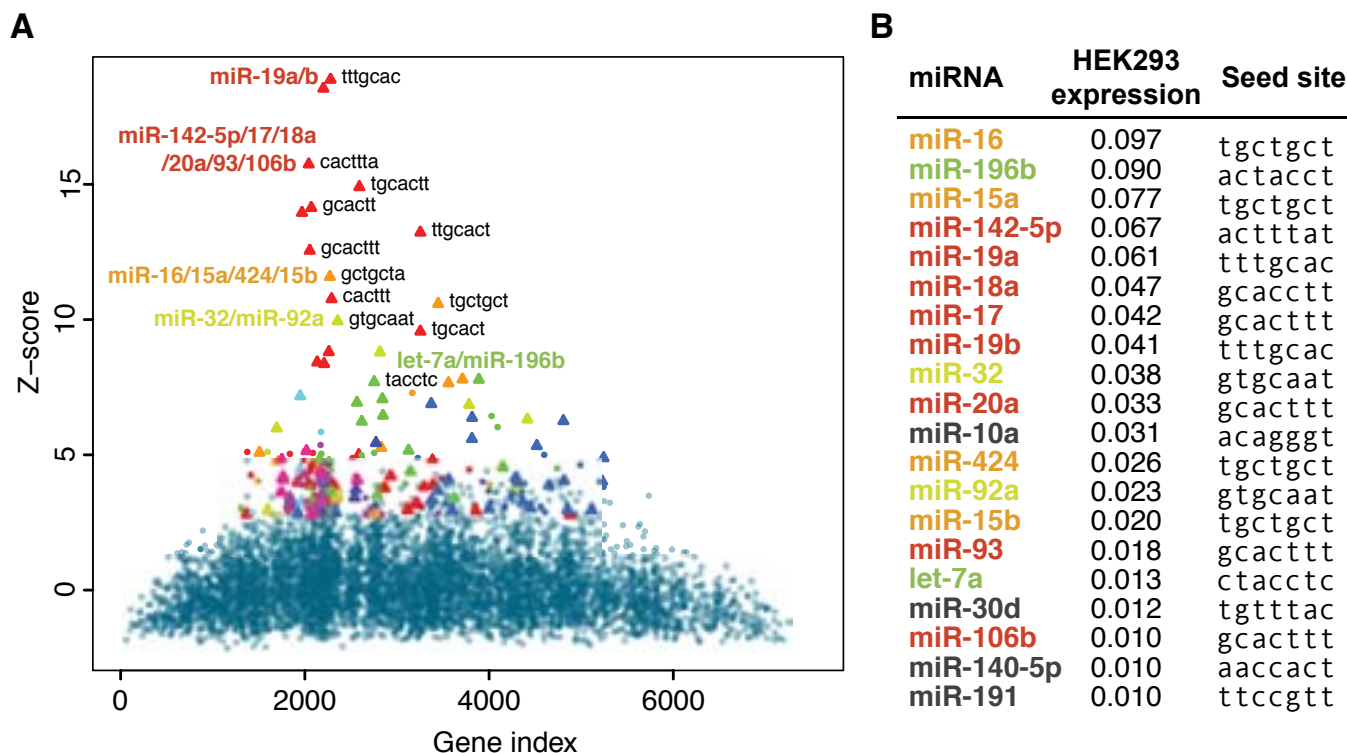 A
miR-19a/b
tttgcac
miR-142-5p/17/18a
/20a/93/106b
cacttta
tgcactt
gcactt
ttgcact
gcacttt
miR-16/15a/424/15b
gctgcta
cacttt
tgctgct
miR-32/miR-92a
gtgcaat
tgcact
let-7a/miR-196b
tacctc
Z−score
15
10
5
0
0 2000 4000 6000
Gene index
B
miRNA HEK293 expression Seed site
miR-16 0.097 tgctgct
miR-196b 0.090 actacct
miR-15a 0.077 tgctgct
miR-142-5p 0.067 actttat
miR-19a 0.061 tttgcac
miR-18a 0.047 gcacctt
miR-17 0.042 gcacttt
miR-19b 0.041 tttgcac
miR-32 0.038 gtgcaat
miR-20a 0.033 gcacttt
miR-10a 0.031 acagggt
miR-424 0.026 tgctgct
miR-92a 0.023 gtgcaat
miR-15b 0.020 tgctgct
miR-93 0.018 gcacttt
let-7a 0.013 ctacctc
miR-30d 0.012 tgtttac
miR-106b 0.010 gcacttt
miR-140-5p 0.010 aaccact
miR-191 0.010 ttccgtt